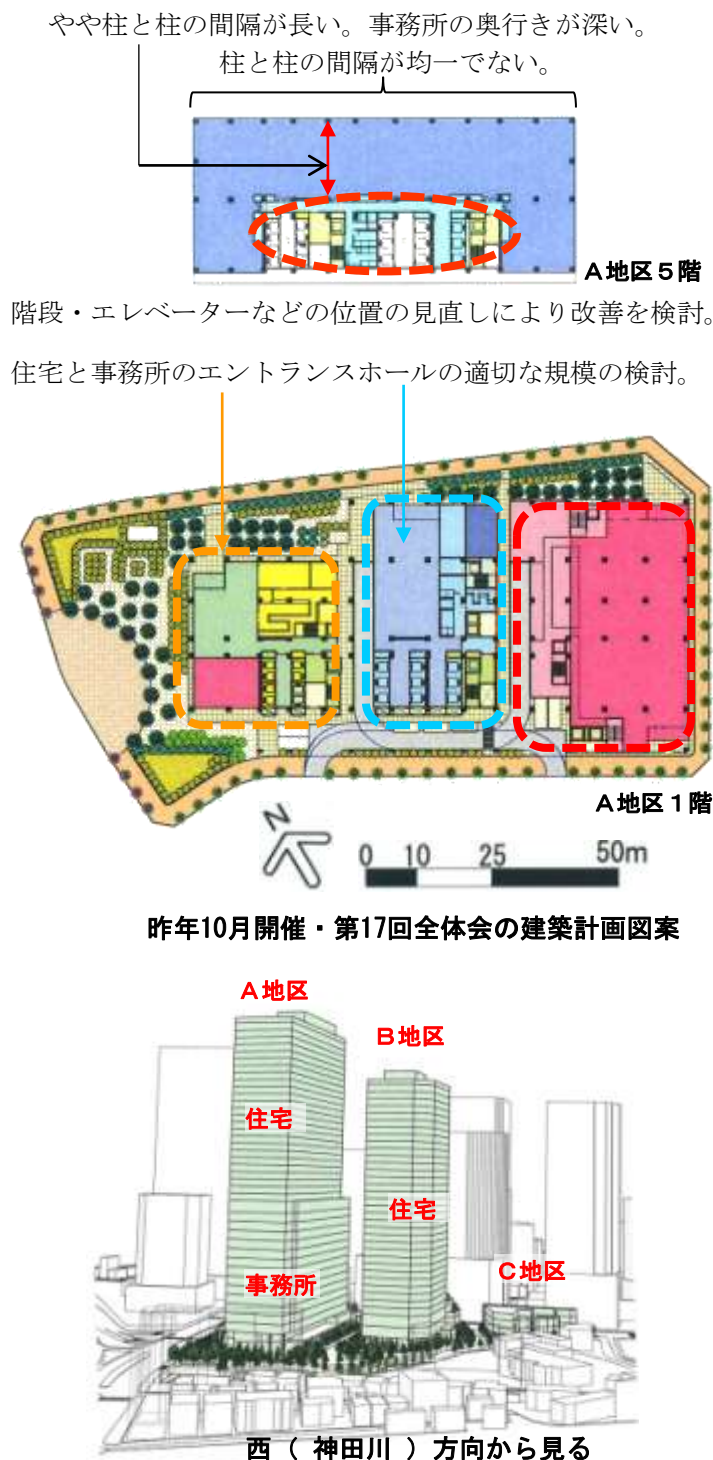 やや柱と柱の間隔が長い。事務所の奥行きが深い。
柱と柱の間隔が均一でない。
A地区5階
階段・エレベーターなどの位置の見直しにより改善を検討。
住宅と事務所のエントランスホールの適切な規模の検討。
A地区1階
N
0 10 25 50m
昨年10月開催・第17回全体会の建築計画図案
A地区
B地区
住宅
住宅
C地区
事務所
西(神田川)方向から見る